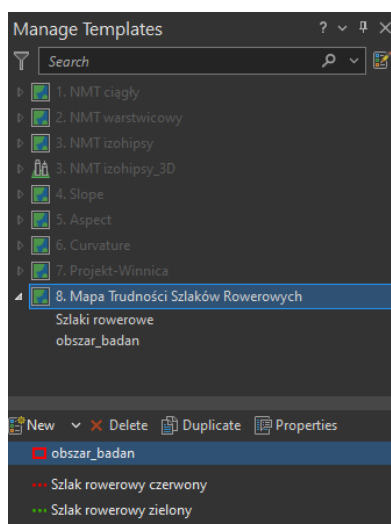 Manage Templates
Search
1. NMT ciągły
2. NMT warstwicowy
3. NMT izohipsy
3. NMT izohipsy_3D
4. Slope
5. Aspect
6. Curvature
7. Projekt-Winnica
8. Mapa Trudności Szlaków Rowerowych
Szlaki rowerowe
obszar_badan
New Delete Duplicate Properties
obszar_badan
Szlak rowerowy czerwony
Szlak rowerowy zielony